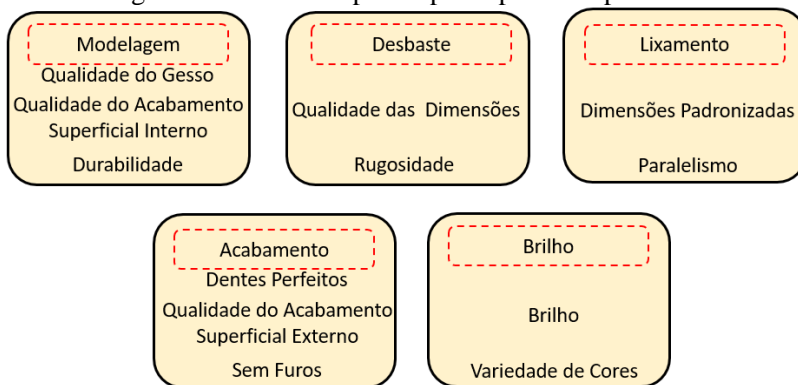 Modelagem
Qualidade do Gesso
Qualidade do Acabamento
Superficial Interno
Durabilidade
Desbaste
Qualidade das Dimensões
Rugosidade
Lixamento
Dimensões Padronizadas
Paralelismo
Acabamento
Dentes Perfeitos
Qualidade do Acabamento
Superficial Externo
Sem Furos
Brilho
Brilho
Variedade de Cores